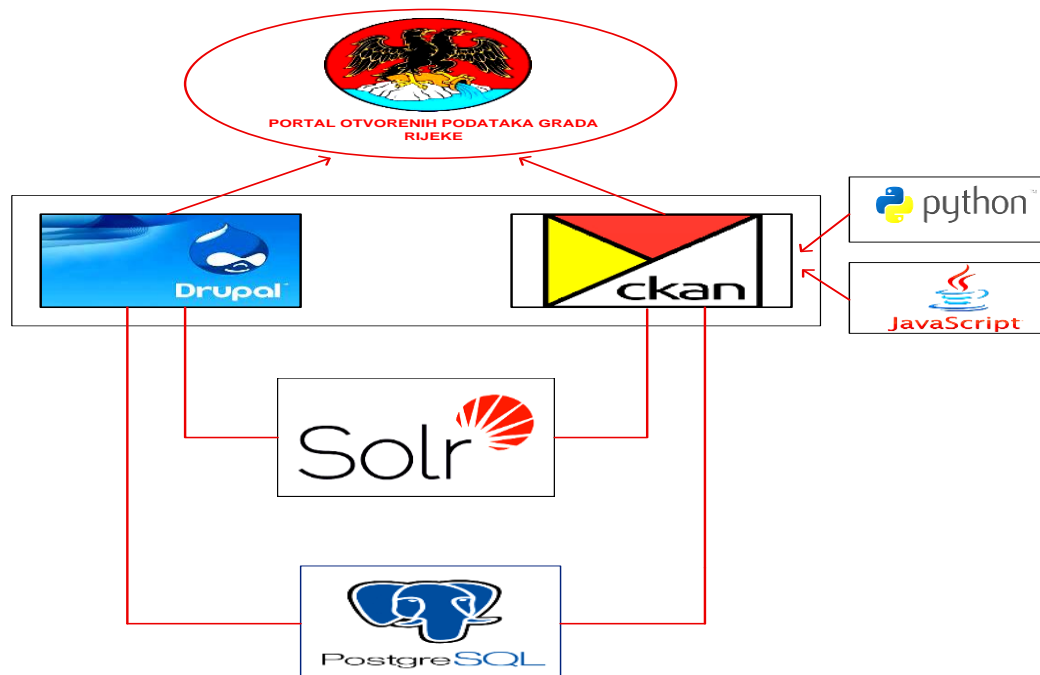 PORTAL OTVORENIH PODATAKA GRADA
RIJEKE
Drupal
ckan
python
JavaScript
Solr
PostgreSQL